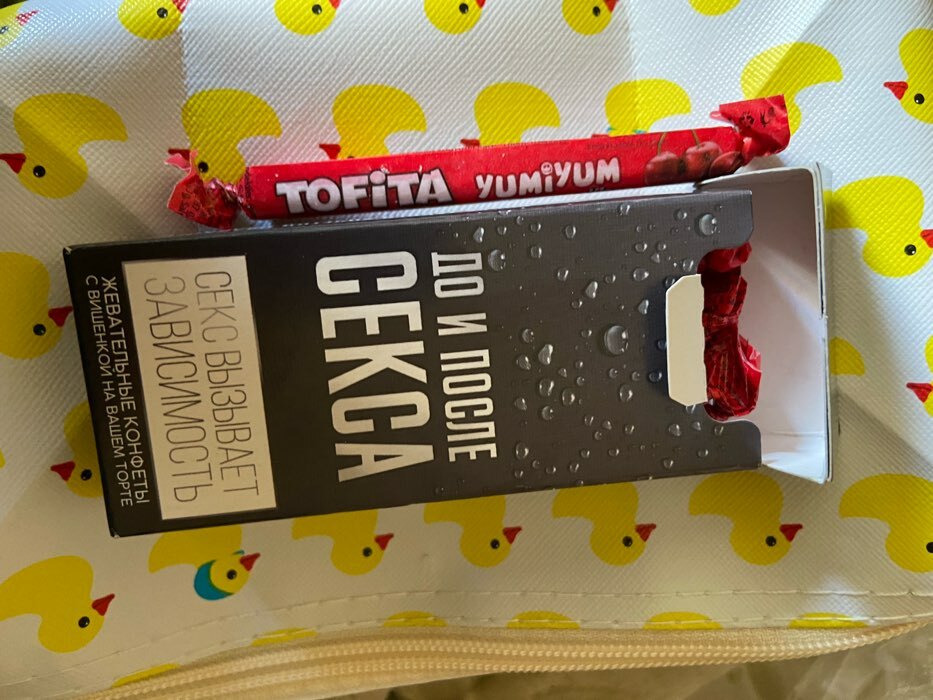 TOFiTA YUMiYUM
ДО И ПОСЛЕ
СЕКСА
СЕКС ВЫЗЫВАЕТ
ЗАВИСИМОСТЬ
ЖЕВАТЕЛЬНЫЕ КОНФЕТЫ
С ВИШЕНКОЙ НА ВАШЕМ ТОРТЕ